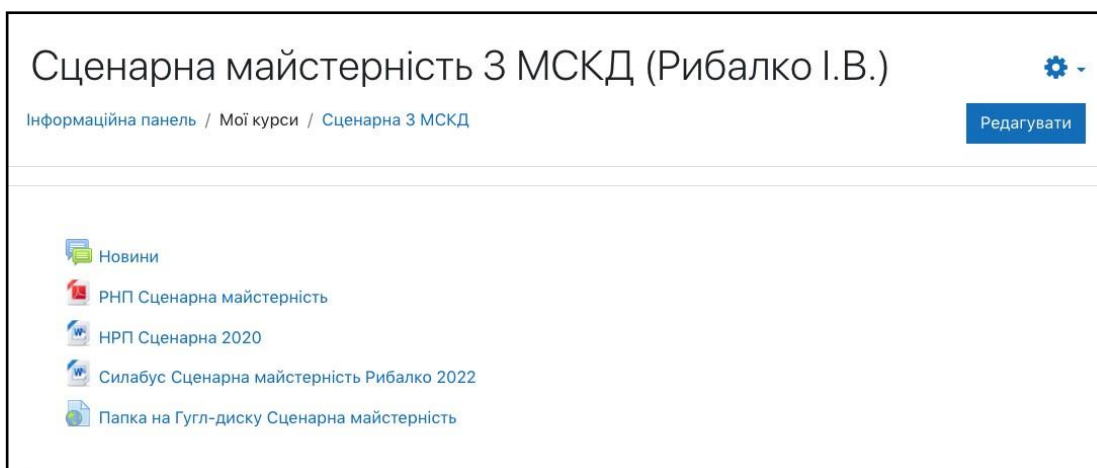 Сценарна майстерність 3 МСКД (Рибалко І.В.)
Інформаційна панель / Мої курси / Сценарна 3 МСКД
Редагувати
Новини
РНП Сценарна майстерність
НРП Сценарна 2020
Силабус Сценарна майстерність Рибалко 2022
Папка на Гугл-диску Сценарна майстерність